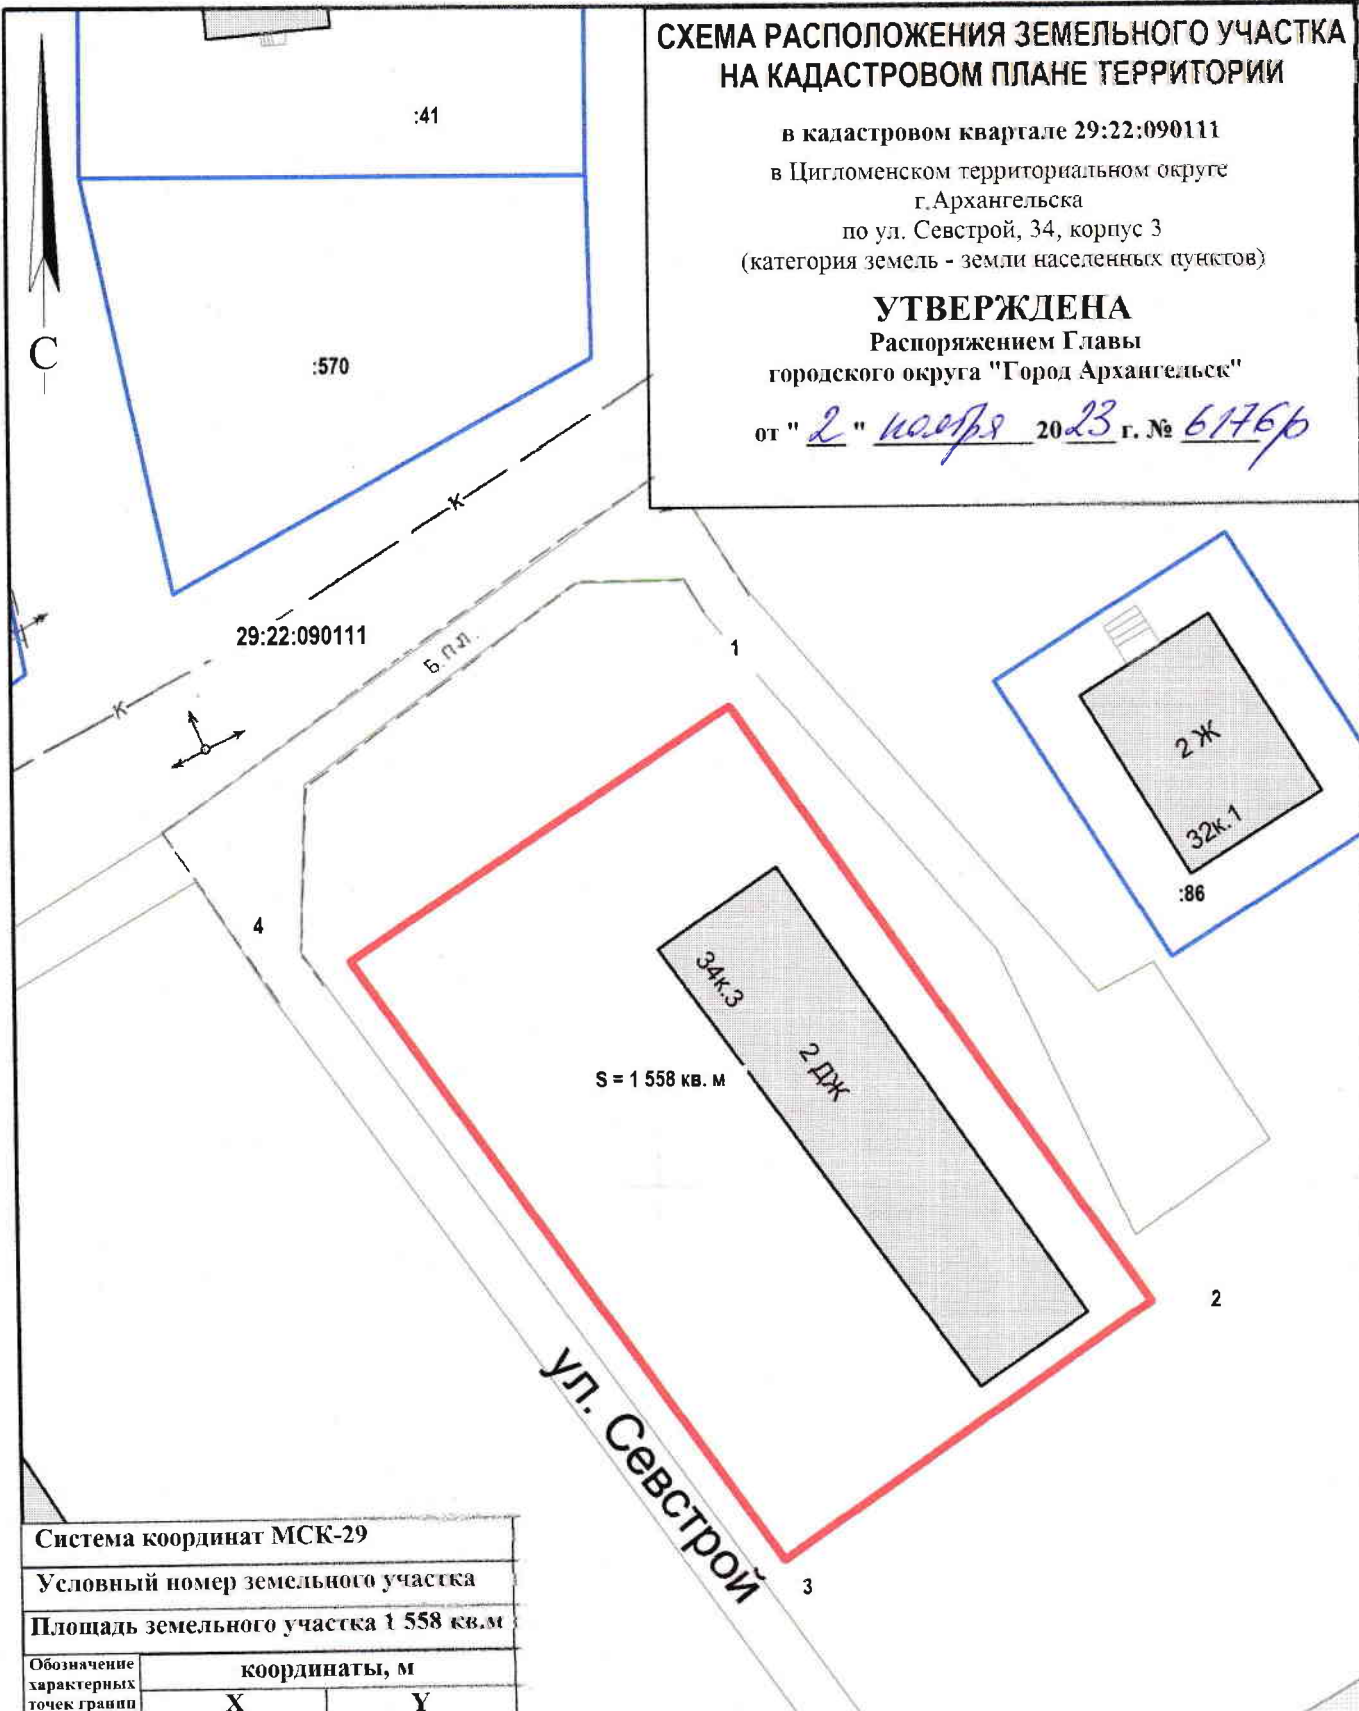 СХЕМА РАСПОЛОЖЕНИЯ ЗЕМЕЛЬНОГО УЧАСТКА
НА КАДАСТРОВОМ ПЛАНЕ ТЕРРИТОРИИ
в кадастровом квартале 29:22:090111
в Цигломенском территориальном округе
г.Архангельска
по ул. Севстрой, 34, корпус 3
(категория земель - земли населенных пунктов)
УТВЕРЖДЕНА
Распоряжением Главы
городского округа "Город Архангельск"
от " 2 " ноября 2023 г. № 6176р
:41
С
:570
К
29:22:090111
Б.п.л.
1
К
2 Ж
32к.1
:86
4
34к.3
2 ДЖ
S = 1 558 кв. м
2
ул. Севстрой
3
Система координат МСК-29
Условный номер земельного участка
Площадь земельного участка 1 558 кв.м
Обозначение
характерных
точек границ
координаты, м
X
Y